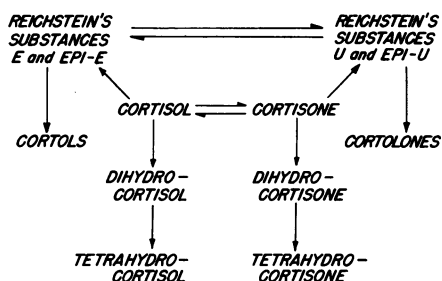 REICHSTEIN'S
SUBSTANCES
E and EPI-E
REICHSTEIN'S
SUBSTANCES
U and EPI-U
CORTISOL
CORTISONE
CORTOLS
CORTOLONES
DIHYDRO-
CORTISOL
DIHYDRO-
CORTISONE
TETRAHYDRO-
CORTISOL
TETRAHYDRO-
CORTISONE